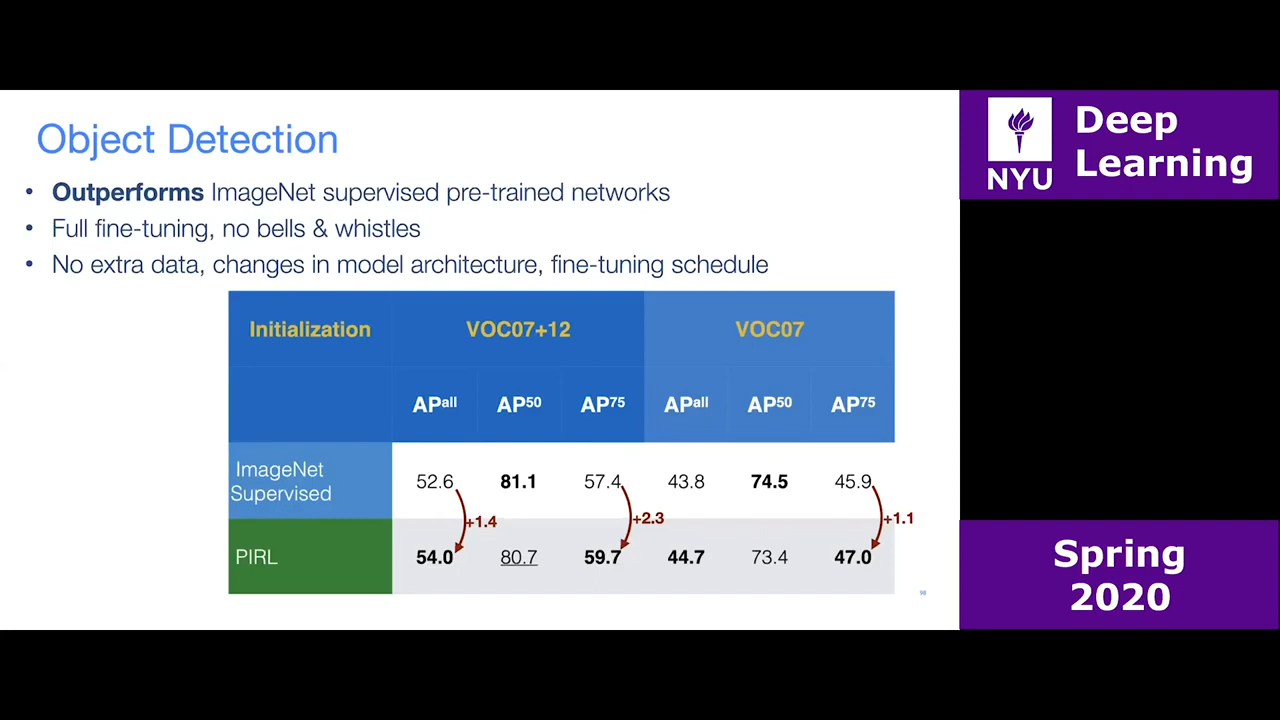 Object Detection
• Outperforms ImageNet supervised pre-trained networks
• Full fine-tuning, no bells & whistles
• No extra data, changes in model architecture, fine-tuning schedule
Initialization VOC07+12 VOC07
APall AP50 AP75 APall AP50 AP75
ImageNet
Supervised
52.6 81.1 57.4 43.8 74.5 45.9
+1.4 +2.3 +1.1
PIRL 54.0 80.7 59.7 44.7 73.4 47.0
NYU
Deep
Learning
Spring
2020